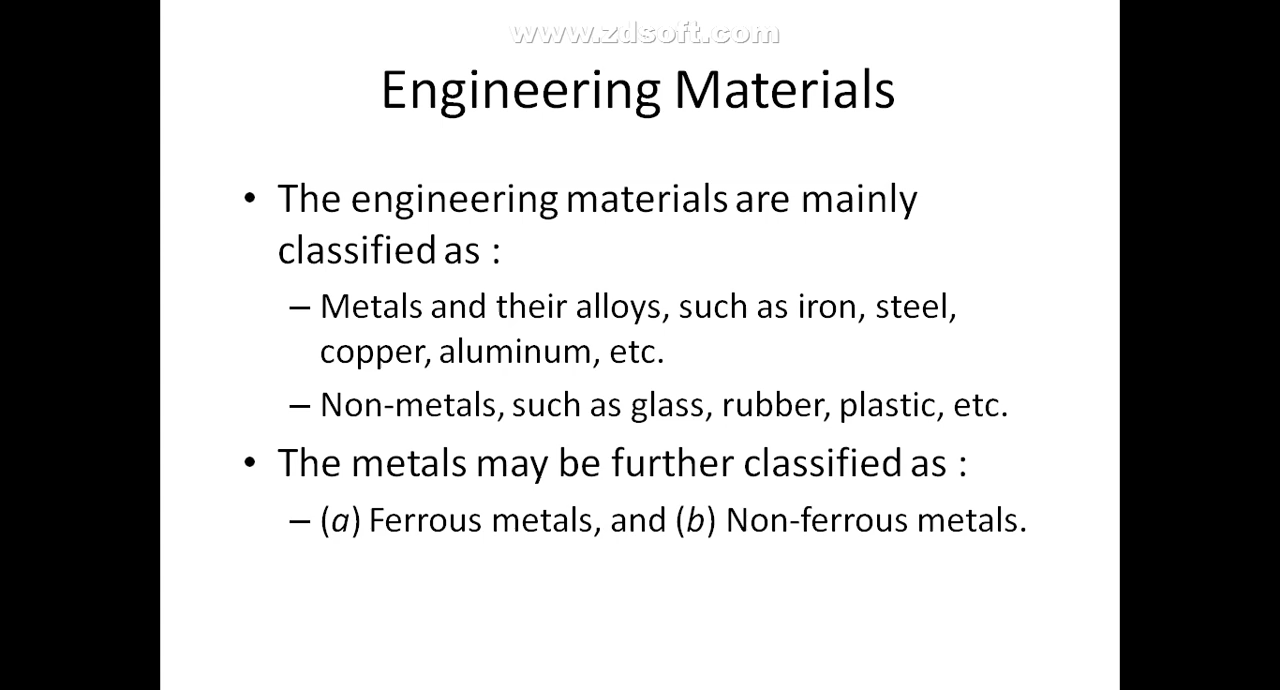 www.zdsoft.com
Engineering Materials
• The engineering materials are mainly
classified as :
– Metals and their alloys, such as iron, steel,
copper, aluminum, etc.
– Non-metals, such as glass, rubber, plastic, etc.
• The metals may be further classified as :
– (a) Ferrous metals, and (b) Non-ferrous metals.